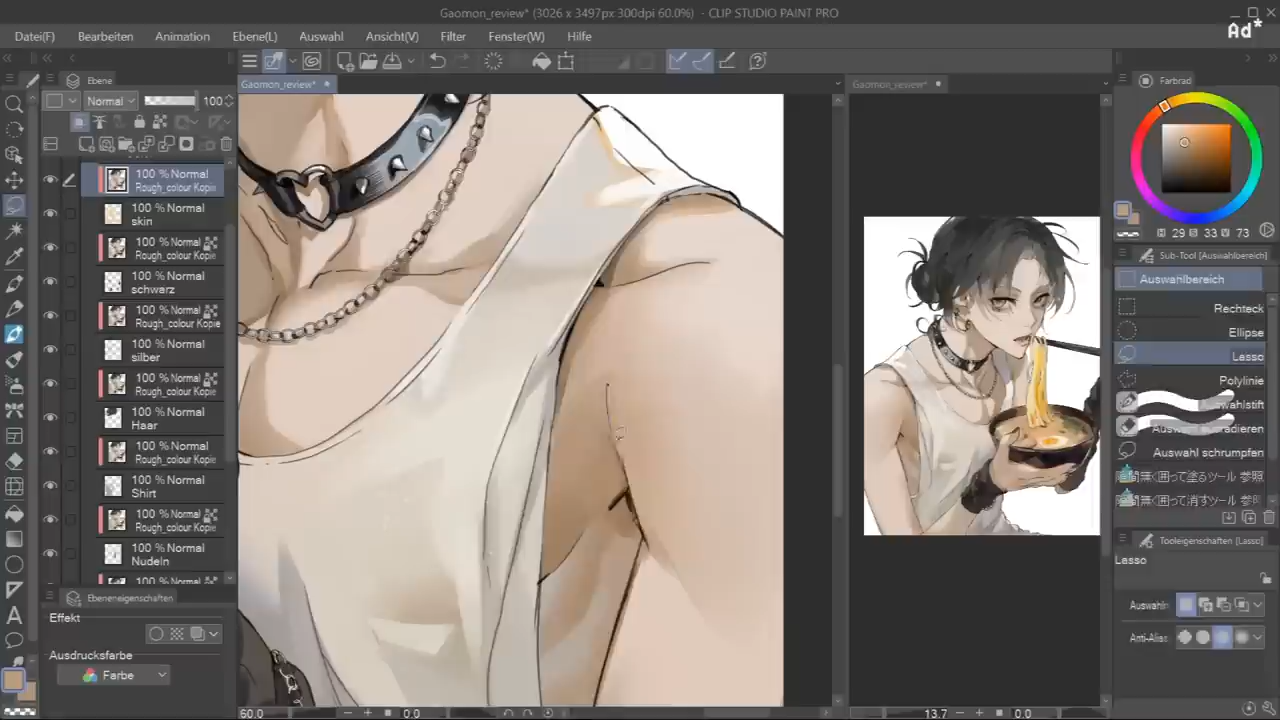 Gaomon_review* (3026 x 3497px 300dpi 60.0%) - CLIP STUDIO PAINT PRO
Ad*
Datei(F) Bearbeiten Animation Ebene(L) Auswahl Ansicht(V) Filter Fenster(W) Hilfe
Ebene
Gaomon_review*
Gaomon_review*
Farbrad
Normal 100
100 % Normal
Rough_colour Kopie
100 % Normal
skin
100 % Normal
Rough_colour Kopie
100 % Normal
schwarz
100 % Normal
Rough_colour Kopie
100 % Normal
silber
100 % Normal
Rough_colour Kopie
100 % Normal
Haar
100 % Normal
Rough_colour Kopie
100 % Normal
Shirt
100 % Normal
Rough_colour Kopie
100 % Normal
Nudeln
Ebeneneigenschaften
Effekt
Ausdrucksfarbe
Farbe
60.0 0.0
13.7 0.0
H 29 S 33 V 73
Sub-Tool [Auswahlbereich]
Auswahlbereich
Rechteck
Ellipse
Lasso
Polylinie
Auswahl schrumpfen
Tooleigenschaften [Lasso]
Lasso
Auswahl
Anti-Alias